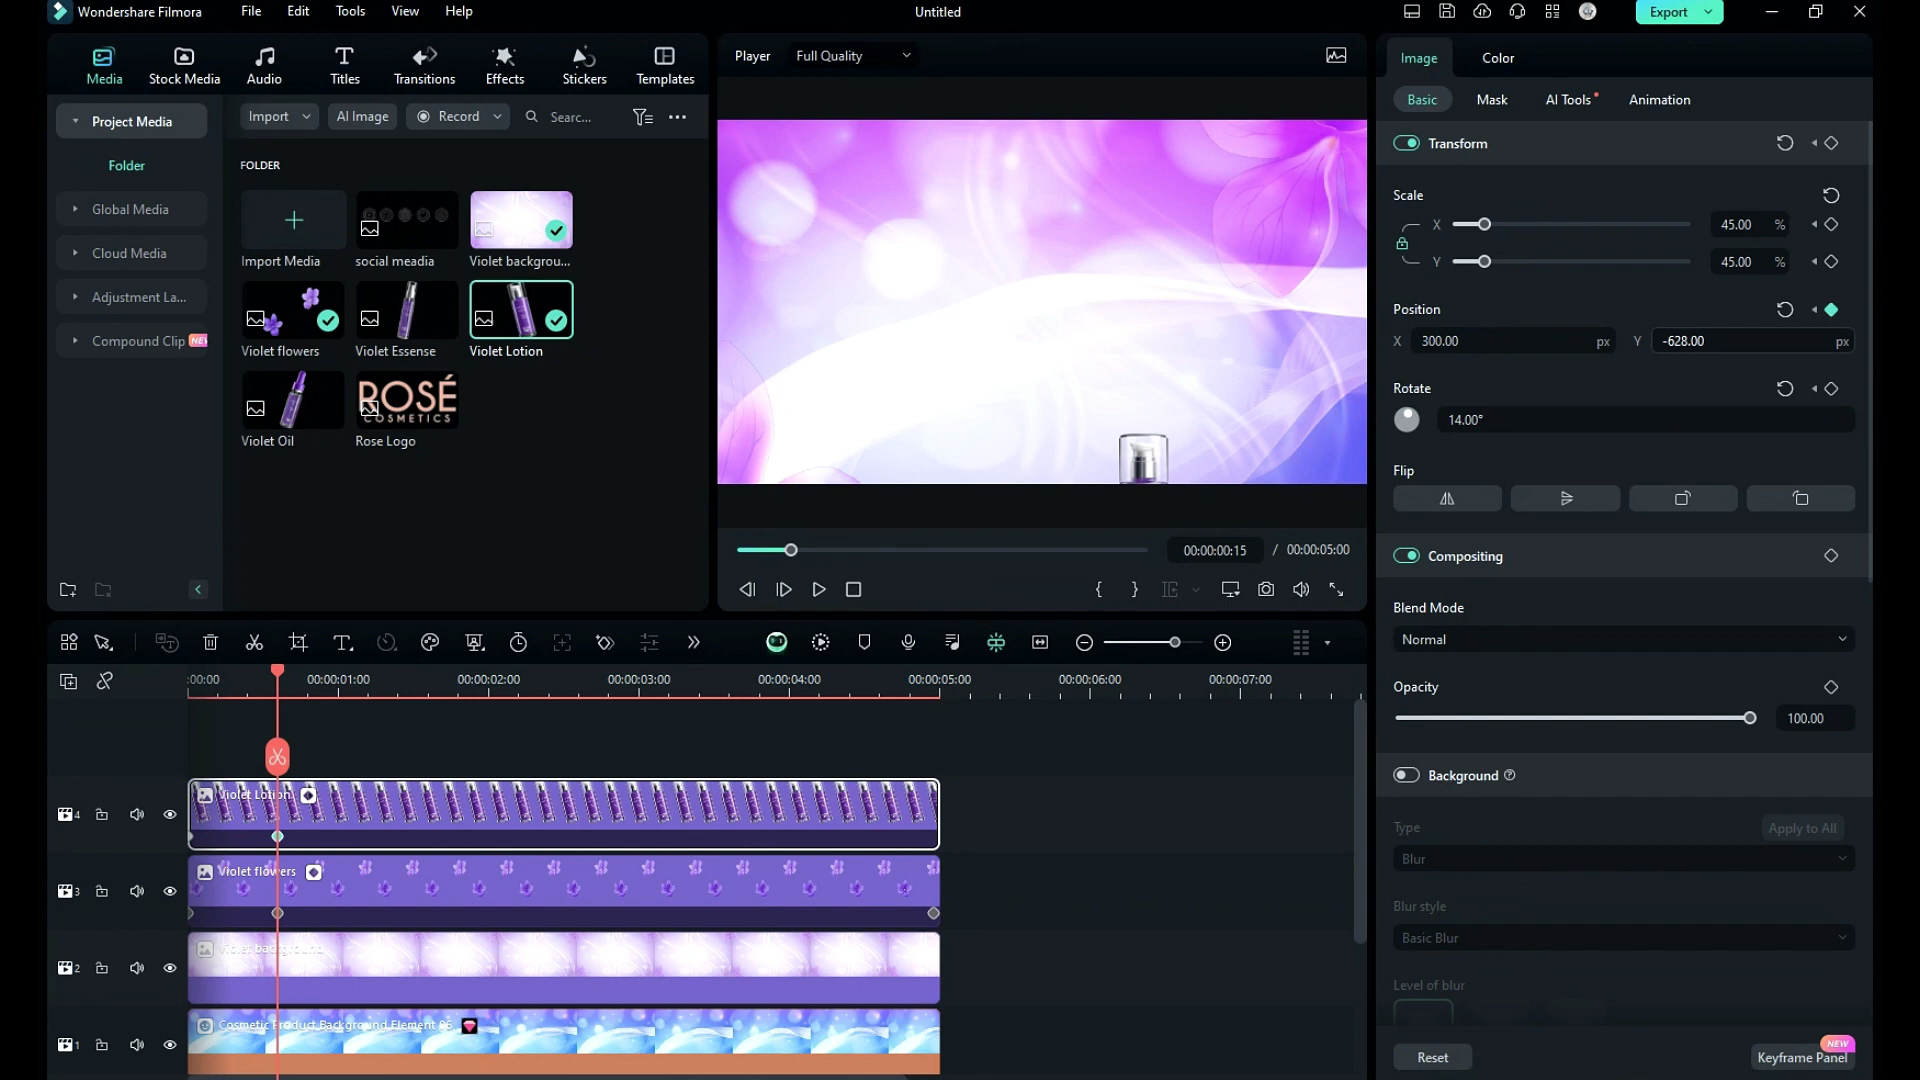 Wondershare Filmora
File
Edit
Tools
View
Help
Untitled
Export
Media
Stock Media
Audio
Titles
Transitions
Effects
Stickers
Templates
Player
Full Quality
Image
Color
Project Media
Folder
Global Media
Cloud Media
Adjustment La...
Compound Clip
Import
AI Image
Record
Searc...
FOLDER
Import Media
social meadia
Violet backgrou...
Violet flowers
Violet Essense
Violet Lotion
Violet Oil
ROSÉ
COSMETICS
Rose Logo
00:00:00:15 / 00:00:05:00
Basic
Mask
AI Tools
Animation
Transform
Scale
X 45.00 %
Y 45.00 %
Position
X 300.00 px Y -628.00 px
Rotate
14.00°
Flip
Compositing
Blend Mode
Normal
Opacity
100.00
Background
Type
Apply to All
Blur
Blur style
Basic Blur
Level of blur
Reset
NEW
Keyframe Panel
:00:00 00:00:01:00 00:00:02:00 00:00:03:00 00:00:04:00 00:00:05:00 00:00:06:00 00:00:07:00
4
Violet Lotion
3
Violet flowers
2
Violet background
1
Cosmetic Product Background Element 06